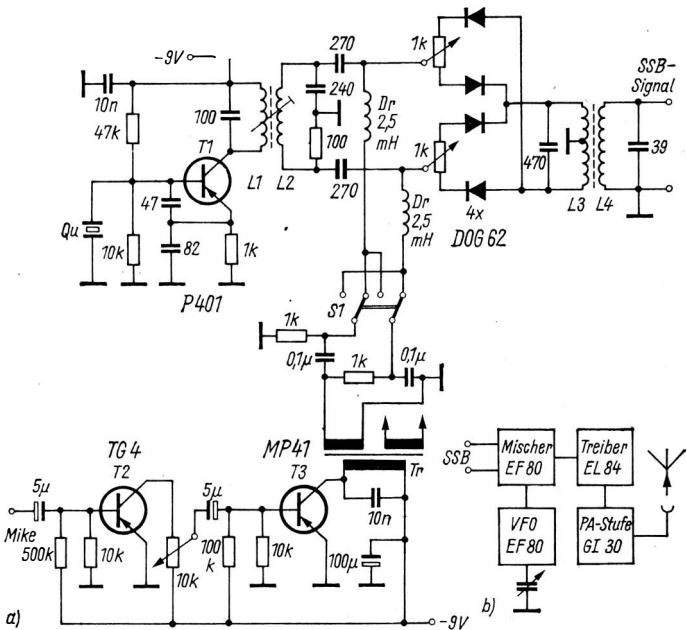 -9V
10n
47k
100
T1
L1
L2
270
240
100
270
Dr
2,5
mH
1k
1k
Dr
2,5
mH
4x
DOG 62
470
L3
L4
39
SSB-
Signal
Qu
10k
47
82
1k
P401
S1
1k
0,1µ
1k
0,1µ
TG4
T2
MP41
T3
Tr
5µ
Mike
500k
10k
10k
5µ
100
k
10k
10n
100µ
-9V
a)
SSB
Mischer
EF 80
Treiber
EL 84
VFO
EF 80
PA-Stufe
GI 30
b)